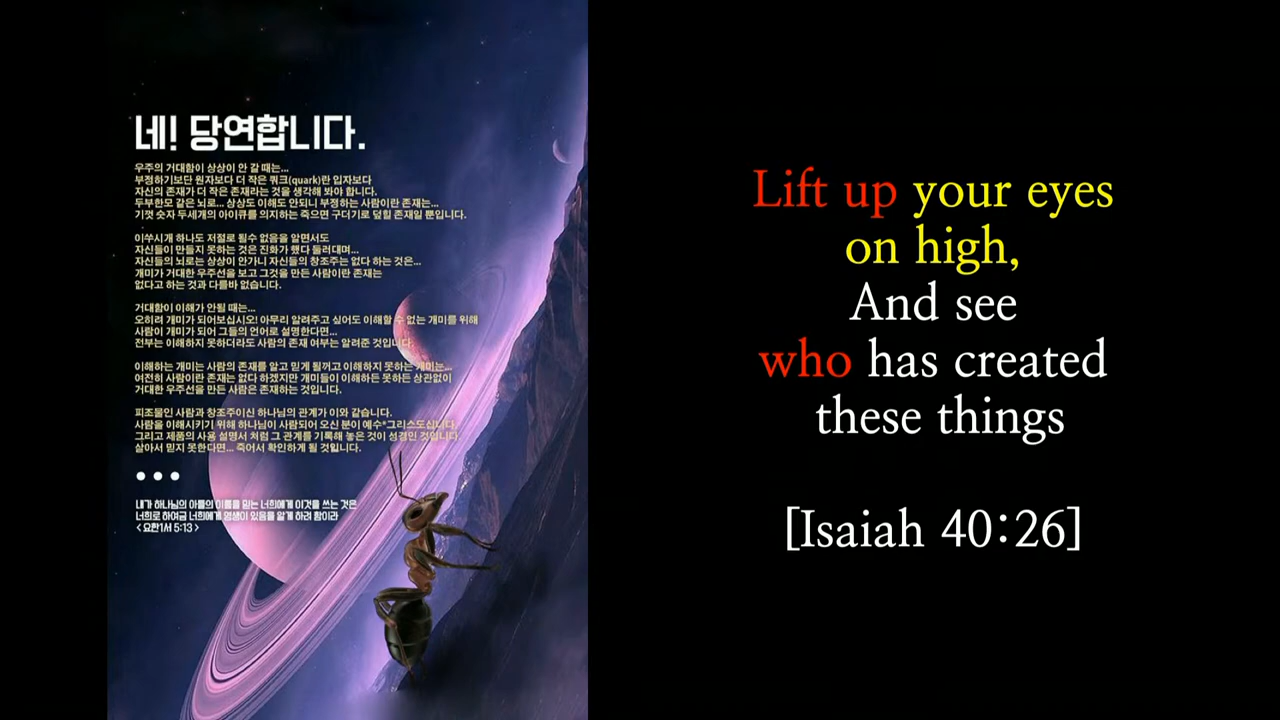 네! 당연합니다.
우주의 거대함이 상상이 안 갈 때는...
부정하기보단 원자보다 더 작은 쿼크(quark)란 입자보다
자신의 존재가 더 작은 존재라는 것을 생각해 봐야 합니다.
두부한모 같은 뇌로... 상상도 이해도 안되니 부정하는 사람이란 존재는...
기껏 숫자 두세개의 아이큐를 의지하는 죽으면 구더기로 덮힐 존재일 뿐입니다.
이쑤시개 하나도 저절로 될수 없음을 알면서도
자신들이 만들지 못하는 것은 진화가 했다 둘러대며...
자신들의 뇌로는 상상이 안가니 자신들의 창조주는 없다 하는 것은...
개미가 거대한 우주선을 보고 그것을 만든 사람이란 존재는
없다고 하는 것과 다를바 없습니다.
거대함이 이해가 안될 때는...
오히려 개미가 되어보십시오! 아무리 알려주고 싶어도 이해할 수 없는 개미를 위해
사람이 개미가 되어 그들의 언어로 설명한다면...
전부는 이해하지 못하더라도 사람의 존재 여부는 알려준 것입니다.
이해하는 개미는 사람의 존재를 알고 믿게 될꺼고 이해하지 못하는 개미는...
여전히 사람이란 존재는 없다 하겠지만 개미들이 이해하든 못하든 상관없이
거대한 우주선을 만든 사람은 존재하는 것입니다.
피조물인 사람과 창조주이신 하나님의 관계가 이와 같습니다.
사람을 이해시키기 위해 하나님이 사람되어 오신 분이 예수*그리스도십니다.
그리고 제품의 사용 설명서 처럼 그 관계를 기록해 놓은 것이 성경인 것입니다.
살아서 믿지 못한다면... 죽어서 확인하게 될 것입니다.
내가 하나님의 아들의 이름을 믿는 너희에게 이것을 쓰는 것은
너희로 하여금 너희에게 영생이 있음을 알게 하려 함이라
<요한1서 5:13>
Lift up your eyes
on high,
And see
who has created
these things
[Isaiah 40:26]